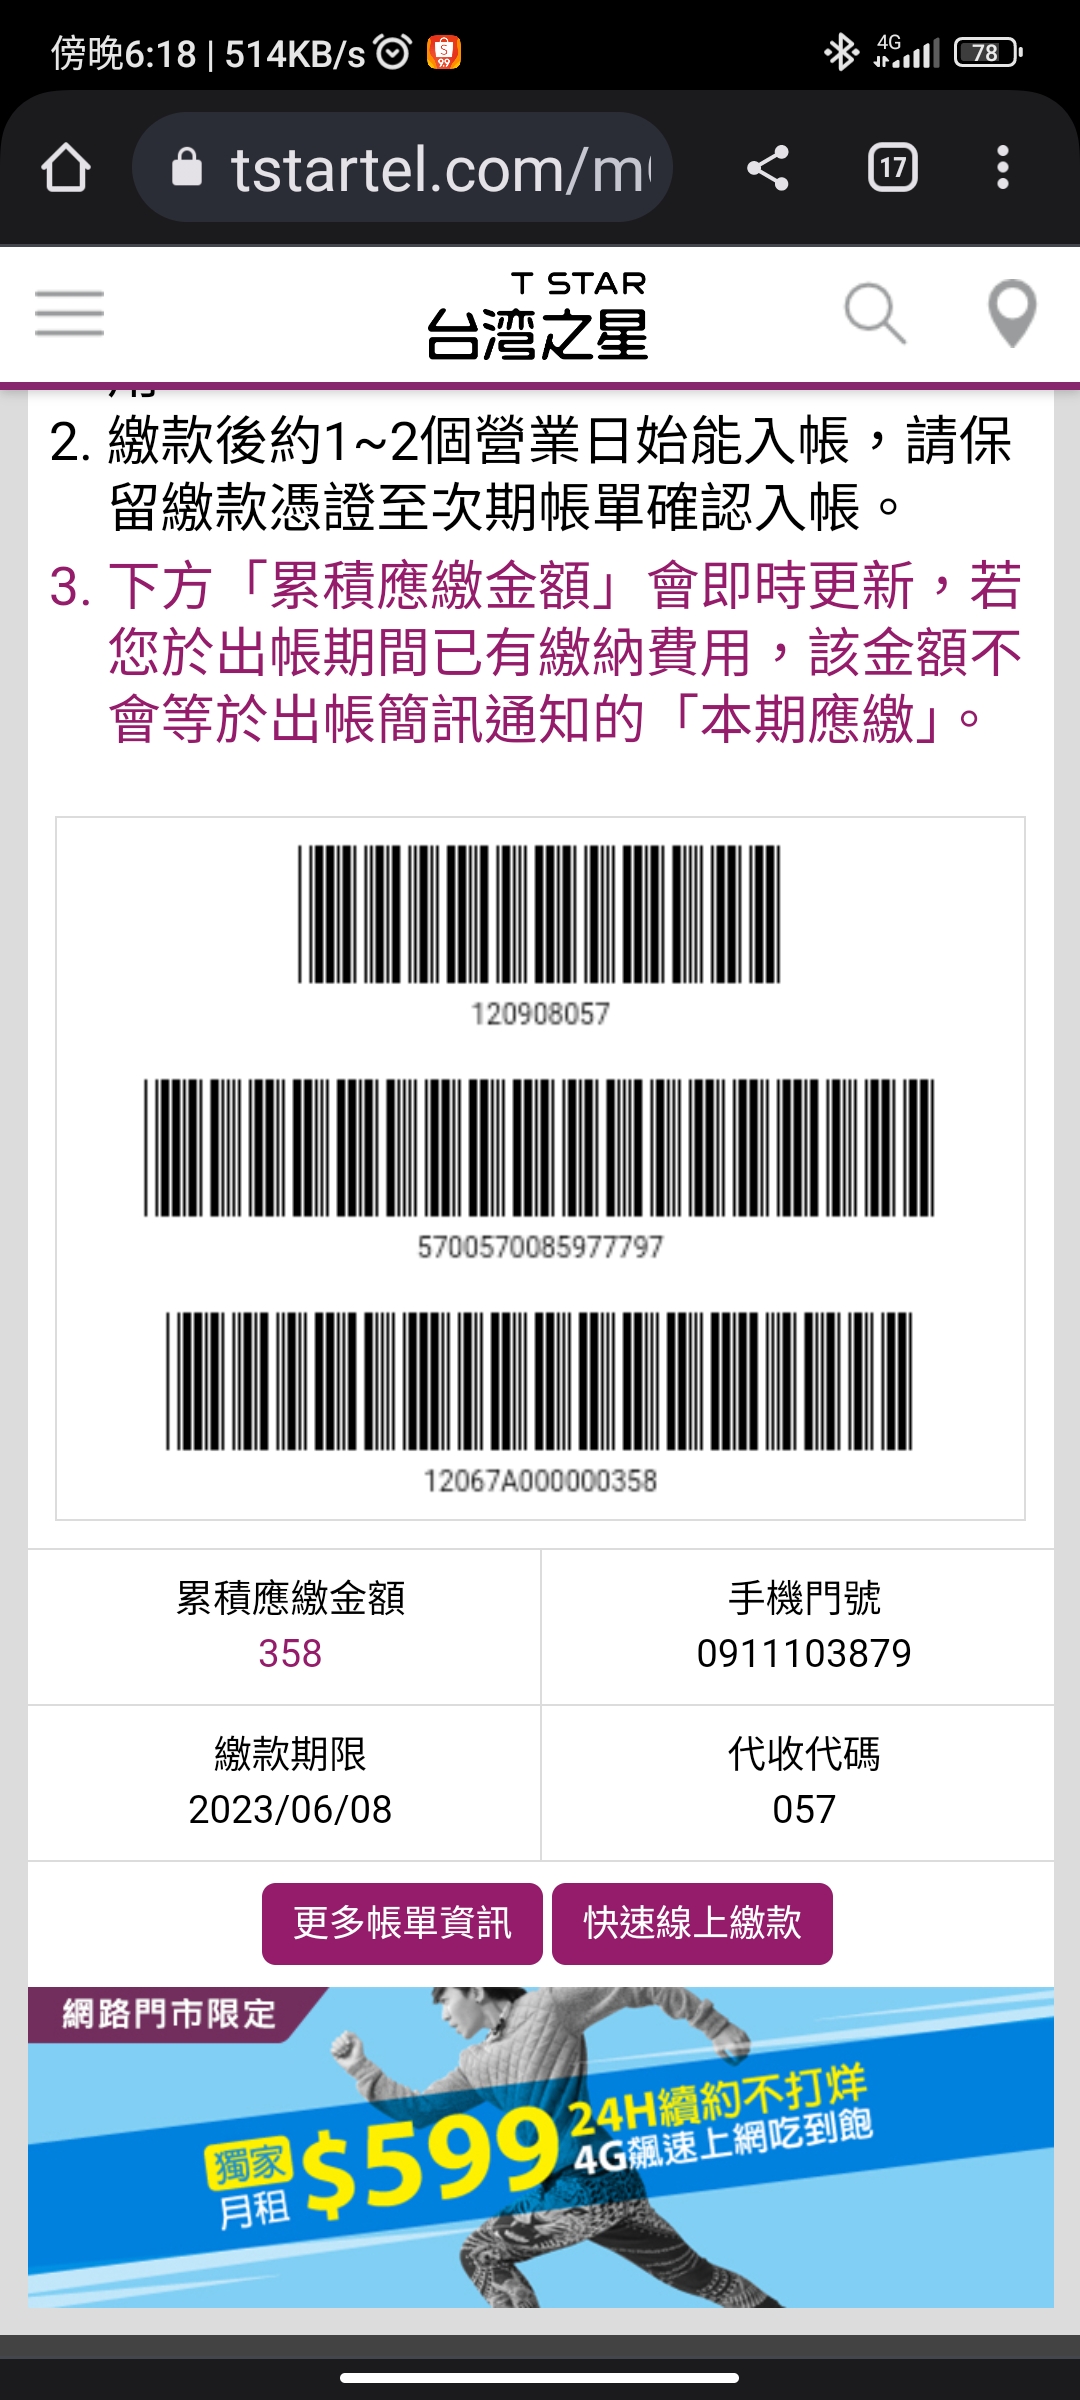 傍晚6:18 | 514KB/s
4G
78
tstartel.com/m
17
T STAR
台湾之星
2. 繳款後約1~2個營業日始能入帳，請保
留繳款憑證至次期帳單確認入帳。
3. 下方「累積應繳金額」會即時更新，若
您於出帳期間已有繳納費用，該金額不
會等於出帳簡訊通知的「本期應繳」。
120908057
5700570085977797
12067A000000358
累積應繳金額
358
手機門號
0911103879
繳款期限
2023/06/08
代收代碼
057
更多帳單資訊
快速線上繳款
網路門市限定
獨家
月租
$599
24H續約不打烊
4G飆速上網吃到飽